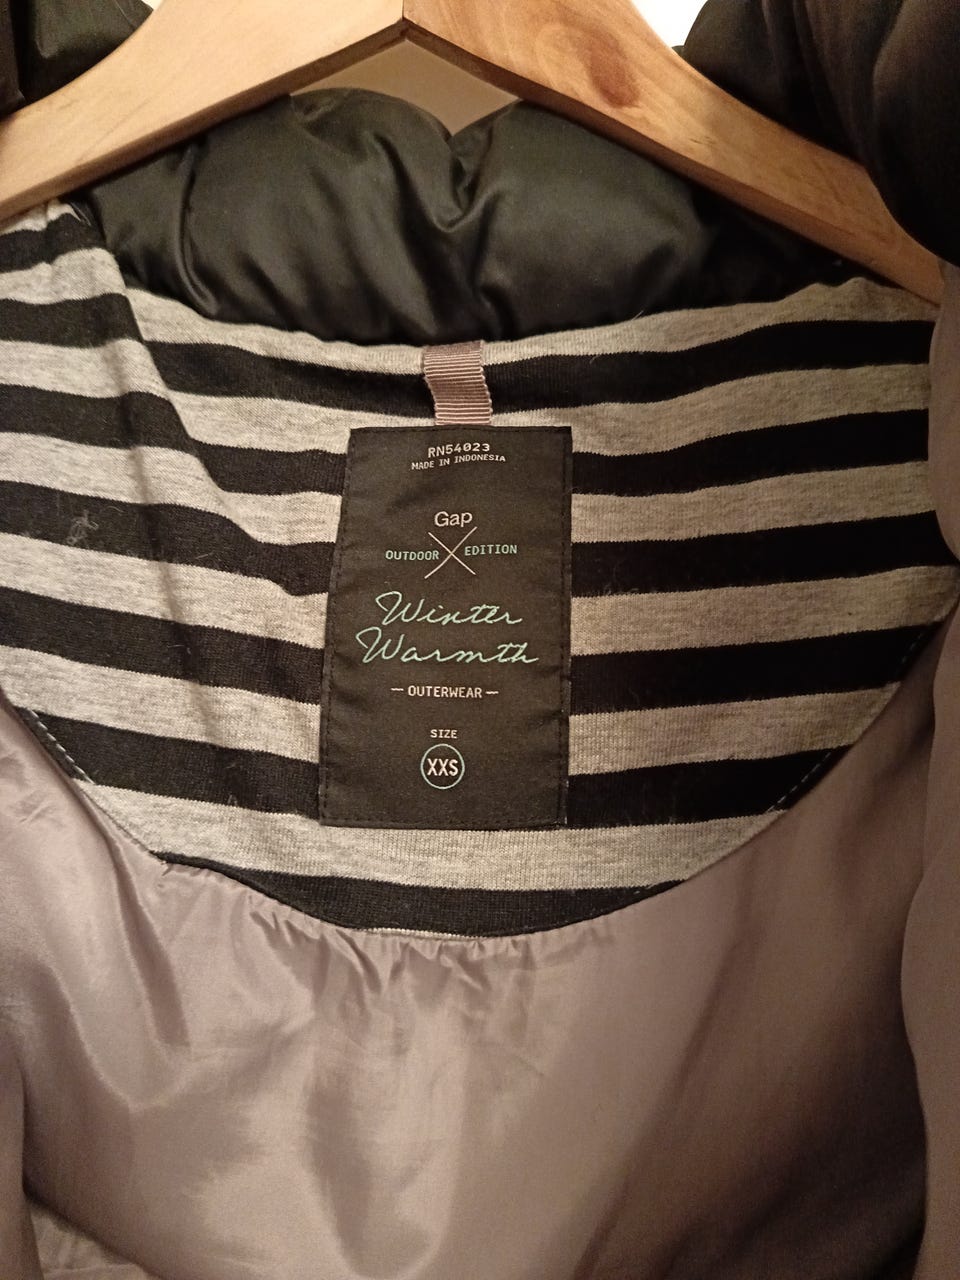 RN54023
MADE IN INDONESIA
Gap
OUTDOOR EDITION
Winter
Warmth
OUTERWEAR
SIZE
XXS